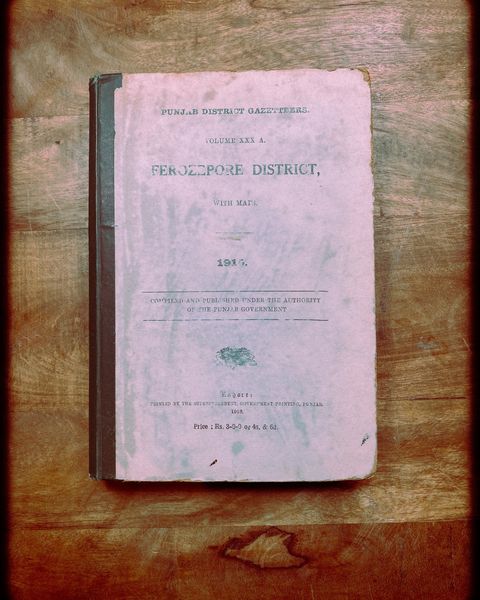 PUNJAB DISTRICT GAZETTEERS.
VOLUME XXX A.
FEROZEPORE DISTRICT,
WITH MAPS.
COMPILED AND PUBLISHED UNDER THE AUTHORITY
OF THE PUNJAB GOVERNMENT
Lahore:
PRINTED BY THE SUPERINTENDENT, GOVERNMENT PRINTING, PUNJAB.
Price : Rs. 3-0-0 or 4s. & 6d.